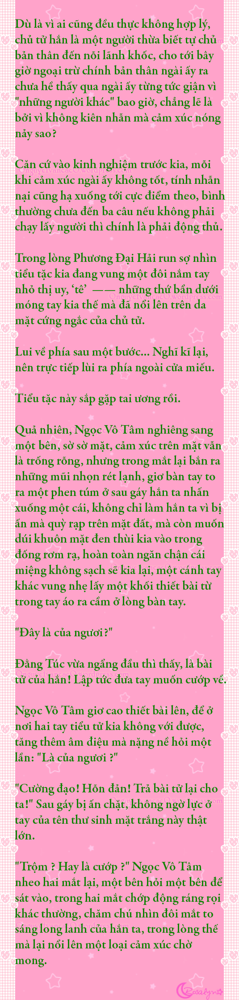 Dù là vì ai cũng đều thực không hợp lý,
chủ tử hắn là một người thừa biết tự chủ
bản thân đến nỗi lãnh khốc, cho tới bây
giờ ngoại trừ chính bản thân ngài ấy ra
chưa hề thấy qua ngài ấy từng tức giận vì
"những người khác" bao giờ, chẳng lẽ là
bởi vì không kiên nhẫn mà cảm xúc nóng
nảy sao?
Căn cứ vào kinh nghiệm trước kia, mỗi
khi cảm xúc ngài ấy không tốt, tính nhẫn
nại cũng hạ xuống tới cực điểm theo, bình
thường chưa đến ba câu nếu không phải
chạy lấy người thì chính là phải động thủ.
Trong lòng Phương Đại Hải run sợ nhìn
tiểu tặc kia đang vung một đôi nắm tay
nhỏ thị uy, ‘tê’ —— những thứ bẩn dưới
móng tay kia thế mà đã nổi lên trên da
mặt cứng ngắc của chủ tử.
Lui về phía sau một bước... Nghĩ kĩ lại,
nên trực tiếp lùi ra phía ngoài cửa miếu.
Tiểu tặc này sắp gặp tai ương rồi.
Quả nhiên, Ngọc Vô Tâm nghiêng sang
một bên, sờ sờ mặt, cảm xúc trên mặt vẫn
là trống rỗng, nhưng trong mắt lại bắn ra
những mũi nhọn rét lạnh, giơ bàn tay to
ra một phen túm ở sau gáy hắn ta nhấn
xuống một cái, không chỉ làm hắn ta vì bị
ấn mà quỳ rạp trên mặt đất, mà còn muốn
dúi khuôn mặt đen thùi kia vào trong
đống rơm rạ, hoàn toàn ngăn chận cái
miệng không sạch sẽ kia lại, một cánh tay
khác vung nhẹ lấy một khối thiết bài từ
trong tay áo ra cầm ở lòng bàn tay.
"Đây là của ngươi?"
Đằng Túc vừa ngẩng đầu thì thấy, là bài
tử của hắn! Lập tức đưa tay muốn cướp về.
Ngọc Vô Tâm giơ cao thiết bài lên, để ở
nơi hai tay tiểu tử kia không với được,
tăng thêm âm điệu mà nặng nề hỏi một
lần: "Là của ngươi ?"
"Cường đạo! Hỗn đản! Trả bài tử lại cho
ta!" Sau gáy bị ấn chặt, không ngờ lực ở
tay của tên thư sinh mặt trắng này thật
lớn.
"Trộm ? Hay là cướp ?" Ngọc Vô Tâm
nheo hai mắt lại, một bên hỏi một bên để
sát vào, trong hai mắt chớp động ráng rọi
khác thường, chăm chú nhìn đôi mắt to
sáng long lanh của hắn ta, trong lòng thế
mà lại nổi lên một loại cảm xúc chờ
mong.
Rosalyn